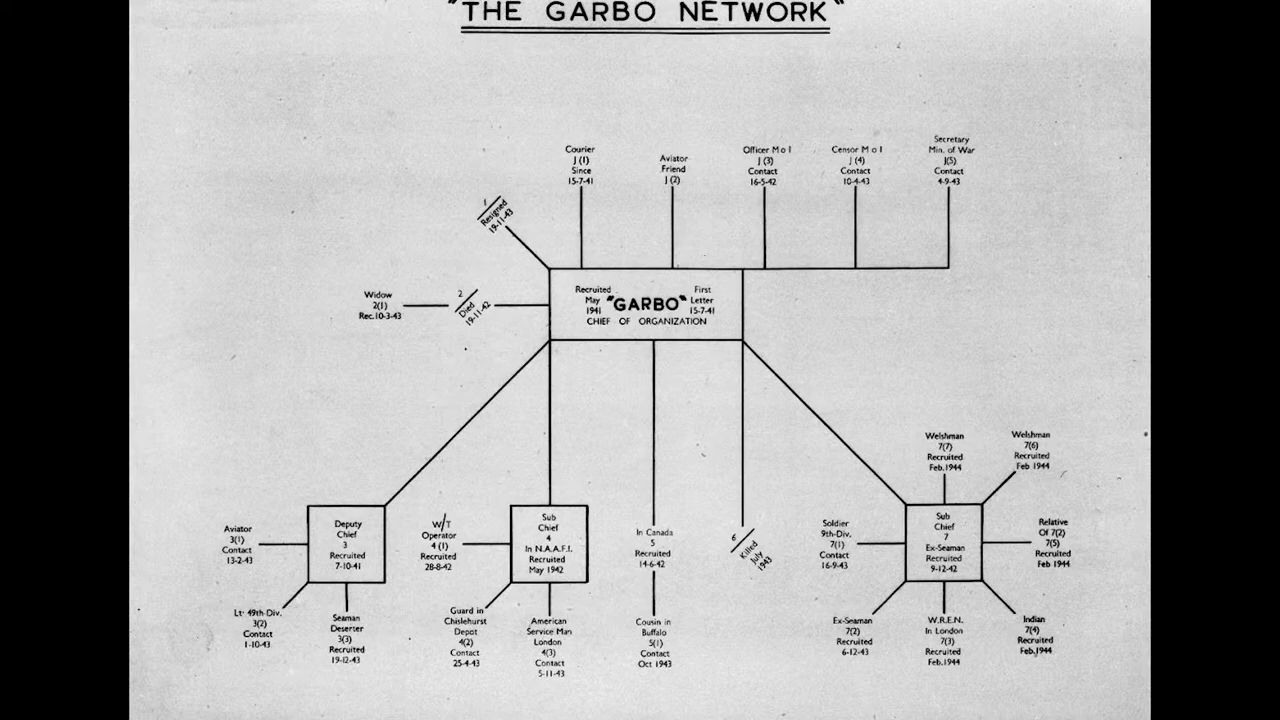 "THE GARBO NETWORK"
Courier
J (1)
Since
15-7-41
Aviator
Friend
J (2)
Officer M o I
J (3)
Contact
16-5-42
Censor M o I
J (4)
Contact
10-4-43
Secretary
Min. of War
J(5)
Contact
4-9-43
1
Resigned
19-11-43
Widow
2(1)
Rec.10-3-43
2
Died
19-11-42
Recruited
May
1941
"GARBO"
First
Letter
15-7-41
CHIEF OF ORGANIZATION
Aviator
3(1)
Contact
13-2-43
Deputy
Chief
3
Recruited
7-10-41
Lt. 49th Div.
3(2)
Contact
1-10-43
Seaman
Deserter
3(3)
Recruited
19-12-43
W/T
Operator
4 (1)
Recruited
28-8-42
Sub
Chief
4
In N.A.A.F.I.
Recruited
May 1942
Guard in
Chislehurst
Depot
4(2)
Contact
25-4-43
American
Service Man
London
4(3)
Contact
5-11-43
In Canada
5
Recruited
14-6-42
Cousin in
Buffalo
5(1)
Contact
Oct 1943
6
Killed
July
1943
Welshman
7(7)
Recruited
Feb.1944
Welshman
7(6)
Recruited
Feb 1944
Soldier
9th-Div.
7(1)
Contact
16-9-43
Sub
Chief
7
Ex-Seaman
Recruited
9-12-42
Relative
Of 7(2)
7(5)
Recruited
Feb 1944
Ex-Seaman
7(2)
Recruited
6-12-43
W.R.E.N.
In London
7(3)
Recruited
Feb.1944
Indian
7(4)
Recruited
Feb.1944